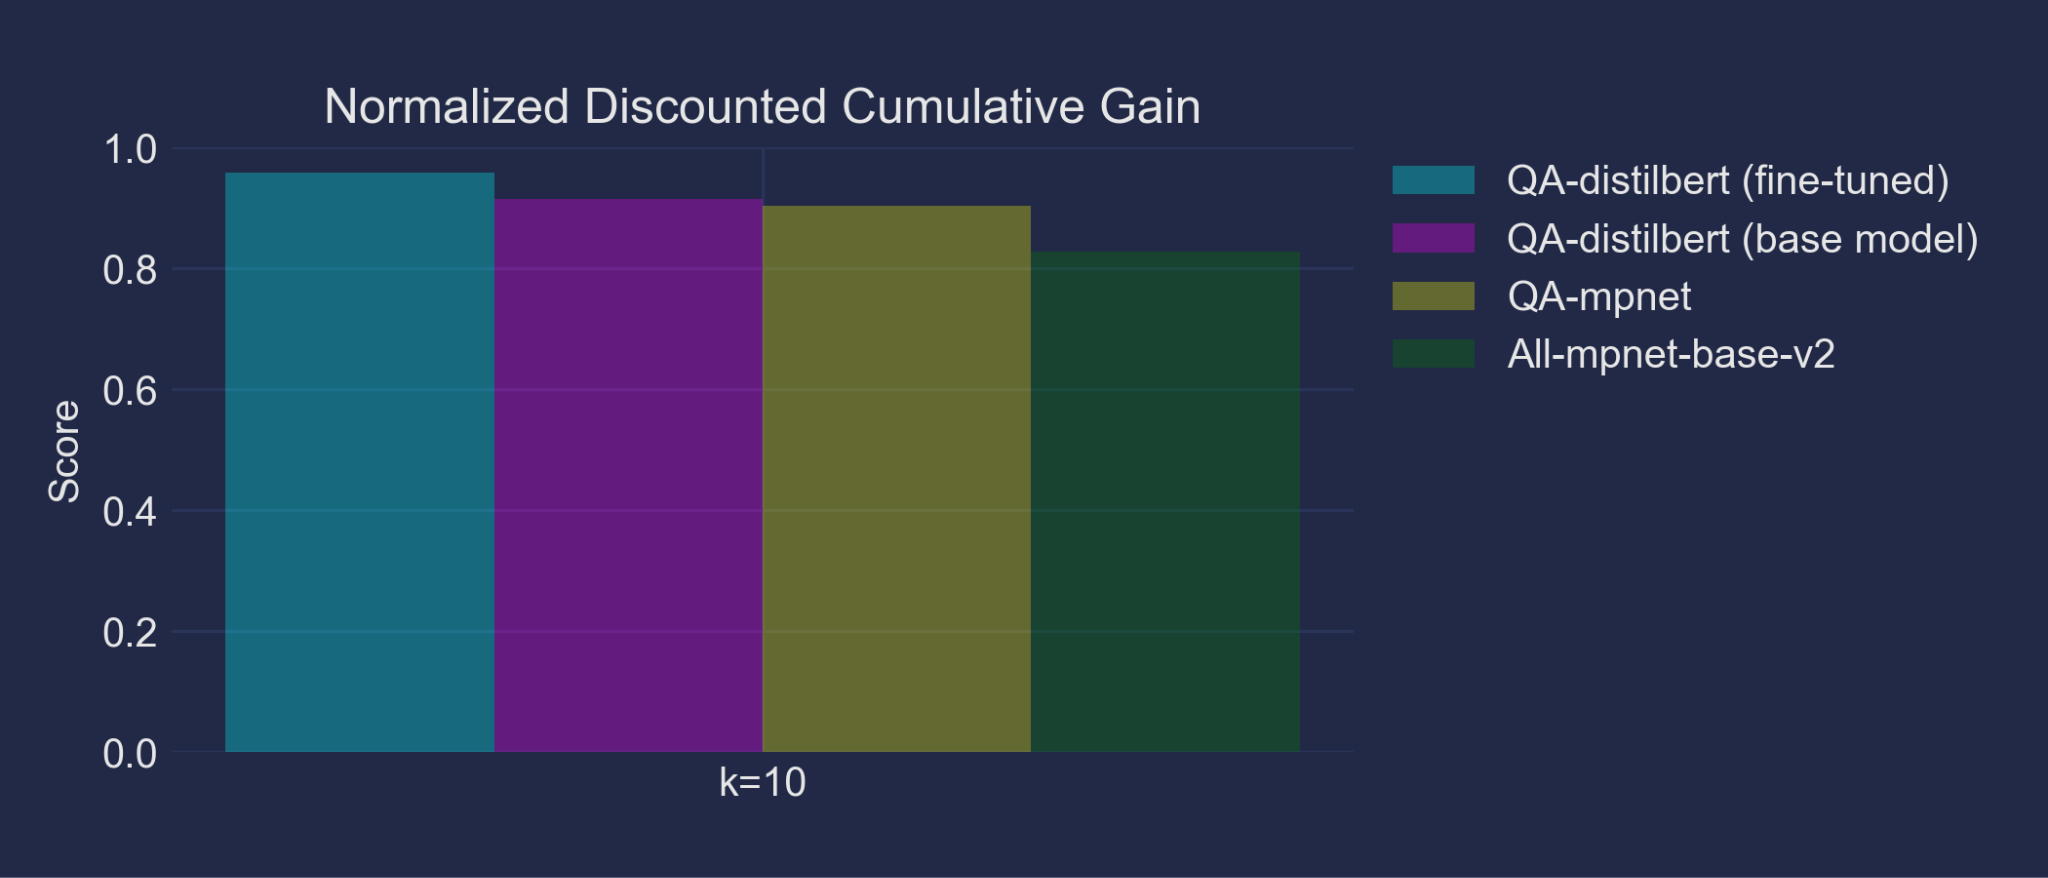 Normalized Discounted Cumulative Gain
1.0
0.8
0.6
0.4
0.2
0.0
Score
k=10
QA-distilbert (fine-tuned)
QA-distilbert (base model)
QA-mpnet
All-mpnet-base-v2